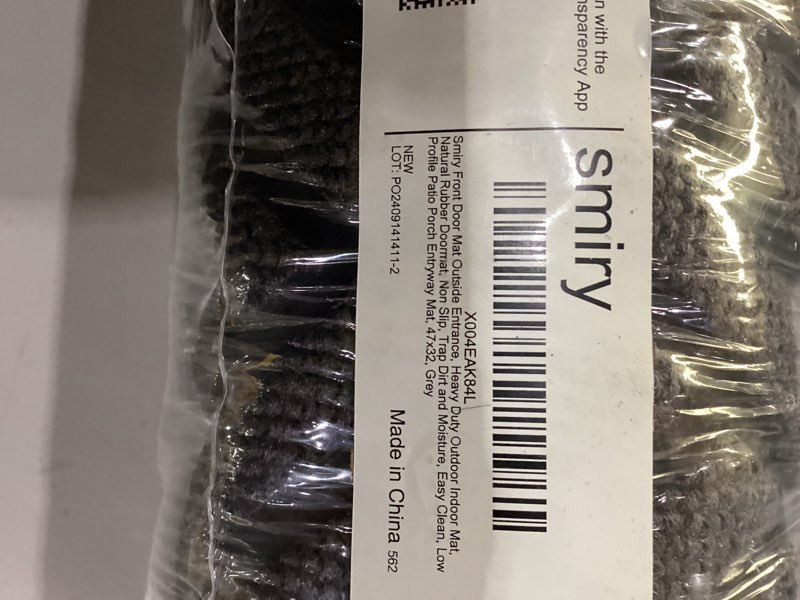 n with the
nsparency App
smiry
X004EAK84L
Smiry Front Door Mat Outside Entrance, Heavy Duty Outdoor Indoor Mat,
Natural Rubber Doormat, Non Slip, Trap Dirt and Moisture, Easy Clean, Low
Profile Patio Porch Entryway Mat, 47x32, Grey
NEW
LOT: PO2409141411-2
Made in China 562